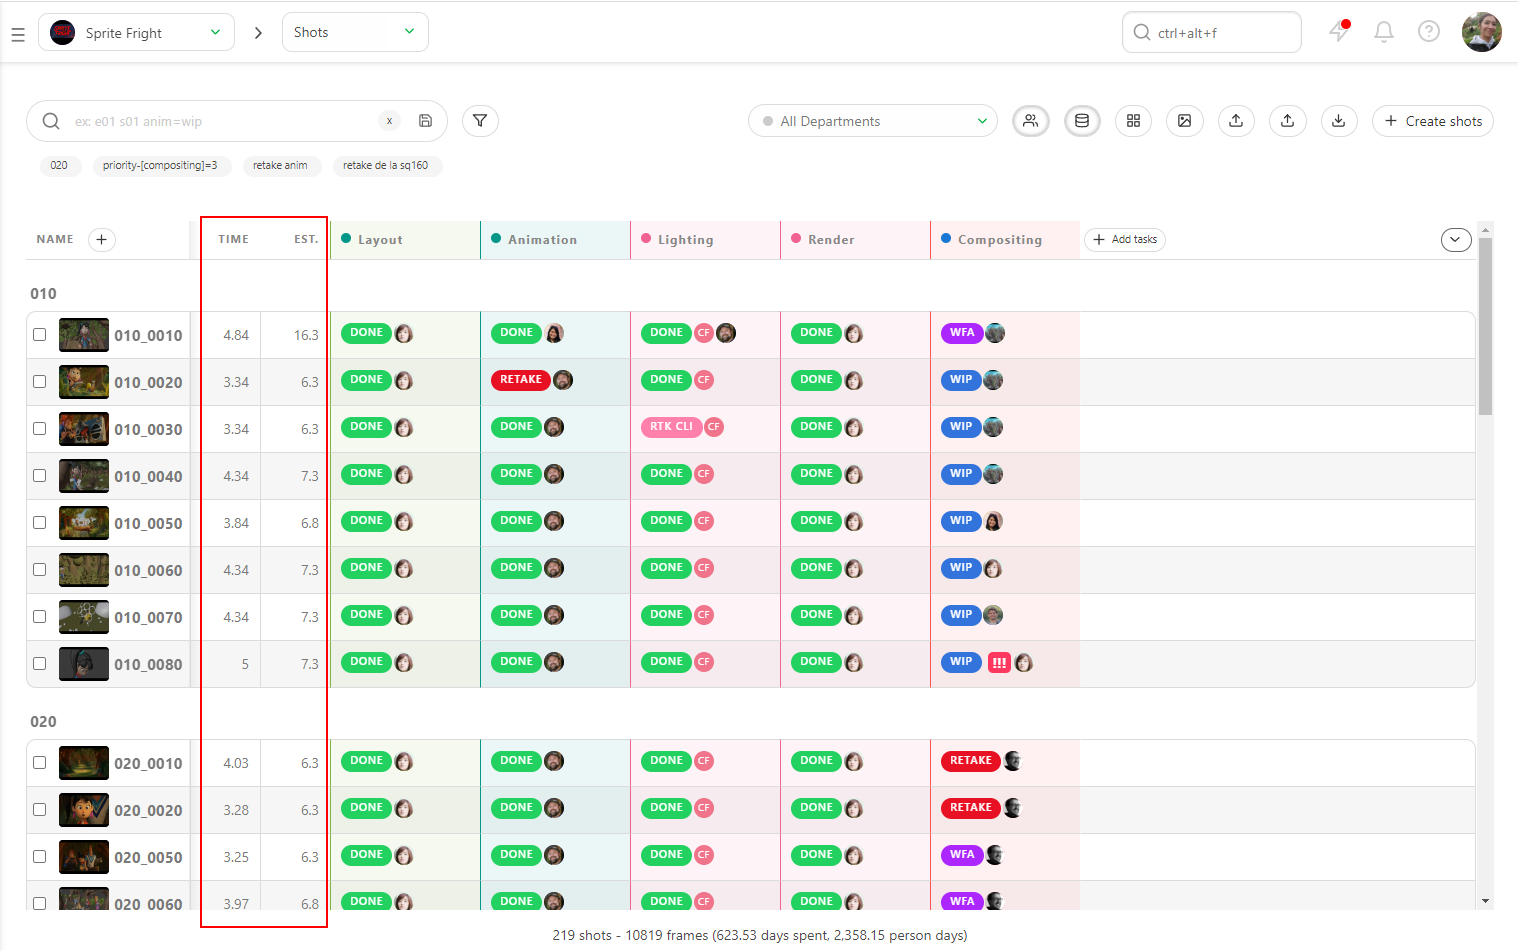 Sprite Fright Shots ctrl+alt+f
ex: e01 s01 anim=wip x All Departments Create shots
020 priority-[compositing]=3 retake anim retake de la sq160
NAME TIME EST. Layout Animation Lighting Render Compositing Add tasks
010
010_0010 4.84 16.3 DONE DONE DONE CF DONE WFA
010_0020 3.34 6.3 DONE RETAKE DONE CF DONE WIP
010_0030 3.34 6.3 DONE DONE RTK CLI CF DONE WIP
010_0040 4.34 7.3 DONE DONE DONE CF DONE WIP
010_0050 3.84 6.8 DONE DONE DONE CF DONE WIP
010_0060 4.34 7.3 DONE DONE DONE CF DONE WIP
010_0070 4.34 7.3 DONE DONE DONE CF DONE WIP
010_0080 5 7.3 DONE DONE DONE CF DONE WIP !!!
020
020_0010 4.03 6.3 DONE DONE DONE CF DONE RETAKE
020_0020 3.28 6.3 DONE DONE DONE CF DONE RETAKE
020_0050 3.25 6.3 DONE DONE DONE CF DONE WFA
020_0060 3.97 6.8 DONE DONE DONE CF DONE WFA
219 shots - 10819 frames (623.53 days spent, 2,358.15 person days)